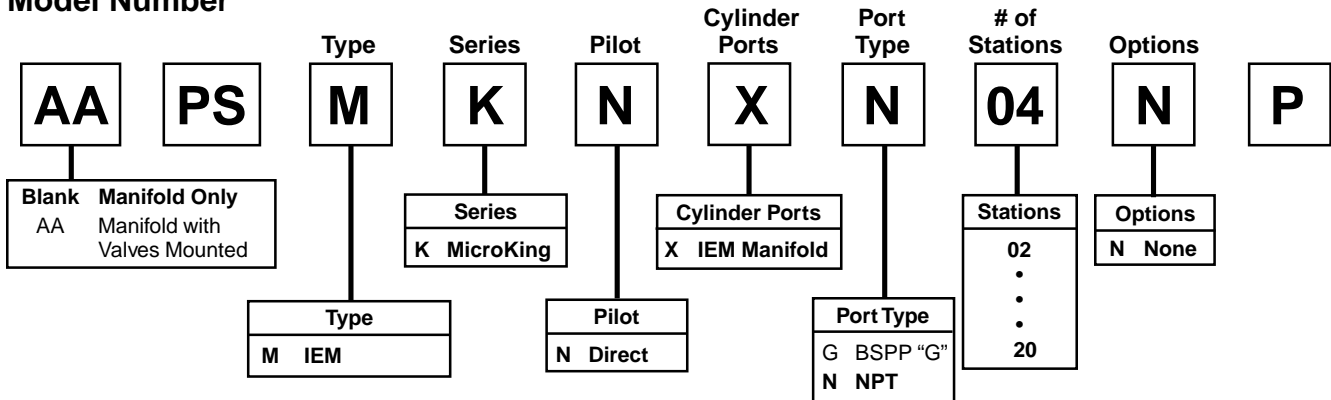 Model Number
Type
Series
Pilot
Cylinder
Ports
Port
Type
# of
Stations
Options
AA PS M K N X N 04 N P
Blank Manifold Only
AA Manifold with
Valves Mounted
Series
K MicroKing
Cylinder Ports
X IEM Manifold
Stations
02
•
•
•
20
Options
N None
Type
M IEM
Pilot
N Direct
Port Type
G BSPP “G”
N NPT